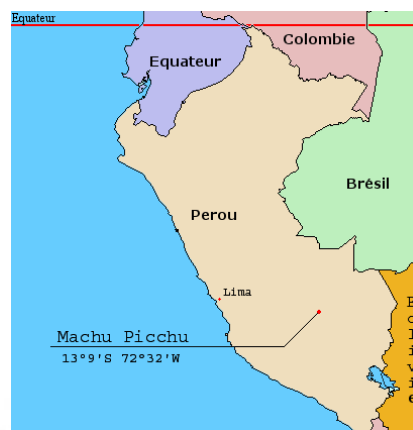 Equateur
Colombie
Equateur
Brésil
Perou
Lima
Machu Picchu
13°9'S 72°32'W